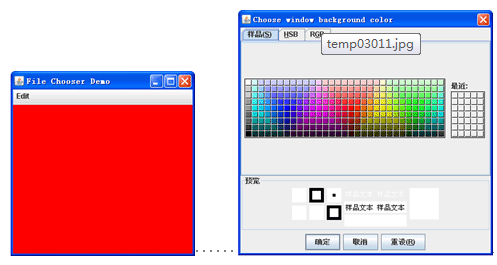 Choose window background color
样品(S) HSB RGB
temp03011.jpg
File Chooser Demo
Edit
最近:
预览
样品文本 样品文本
样品文本 样品文本
确定 取消 重设(R)